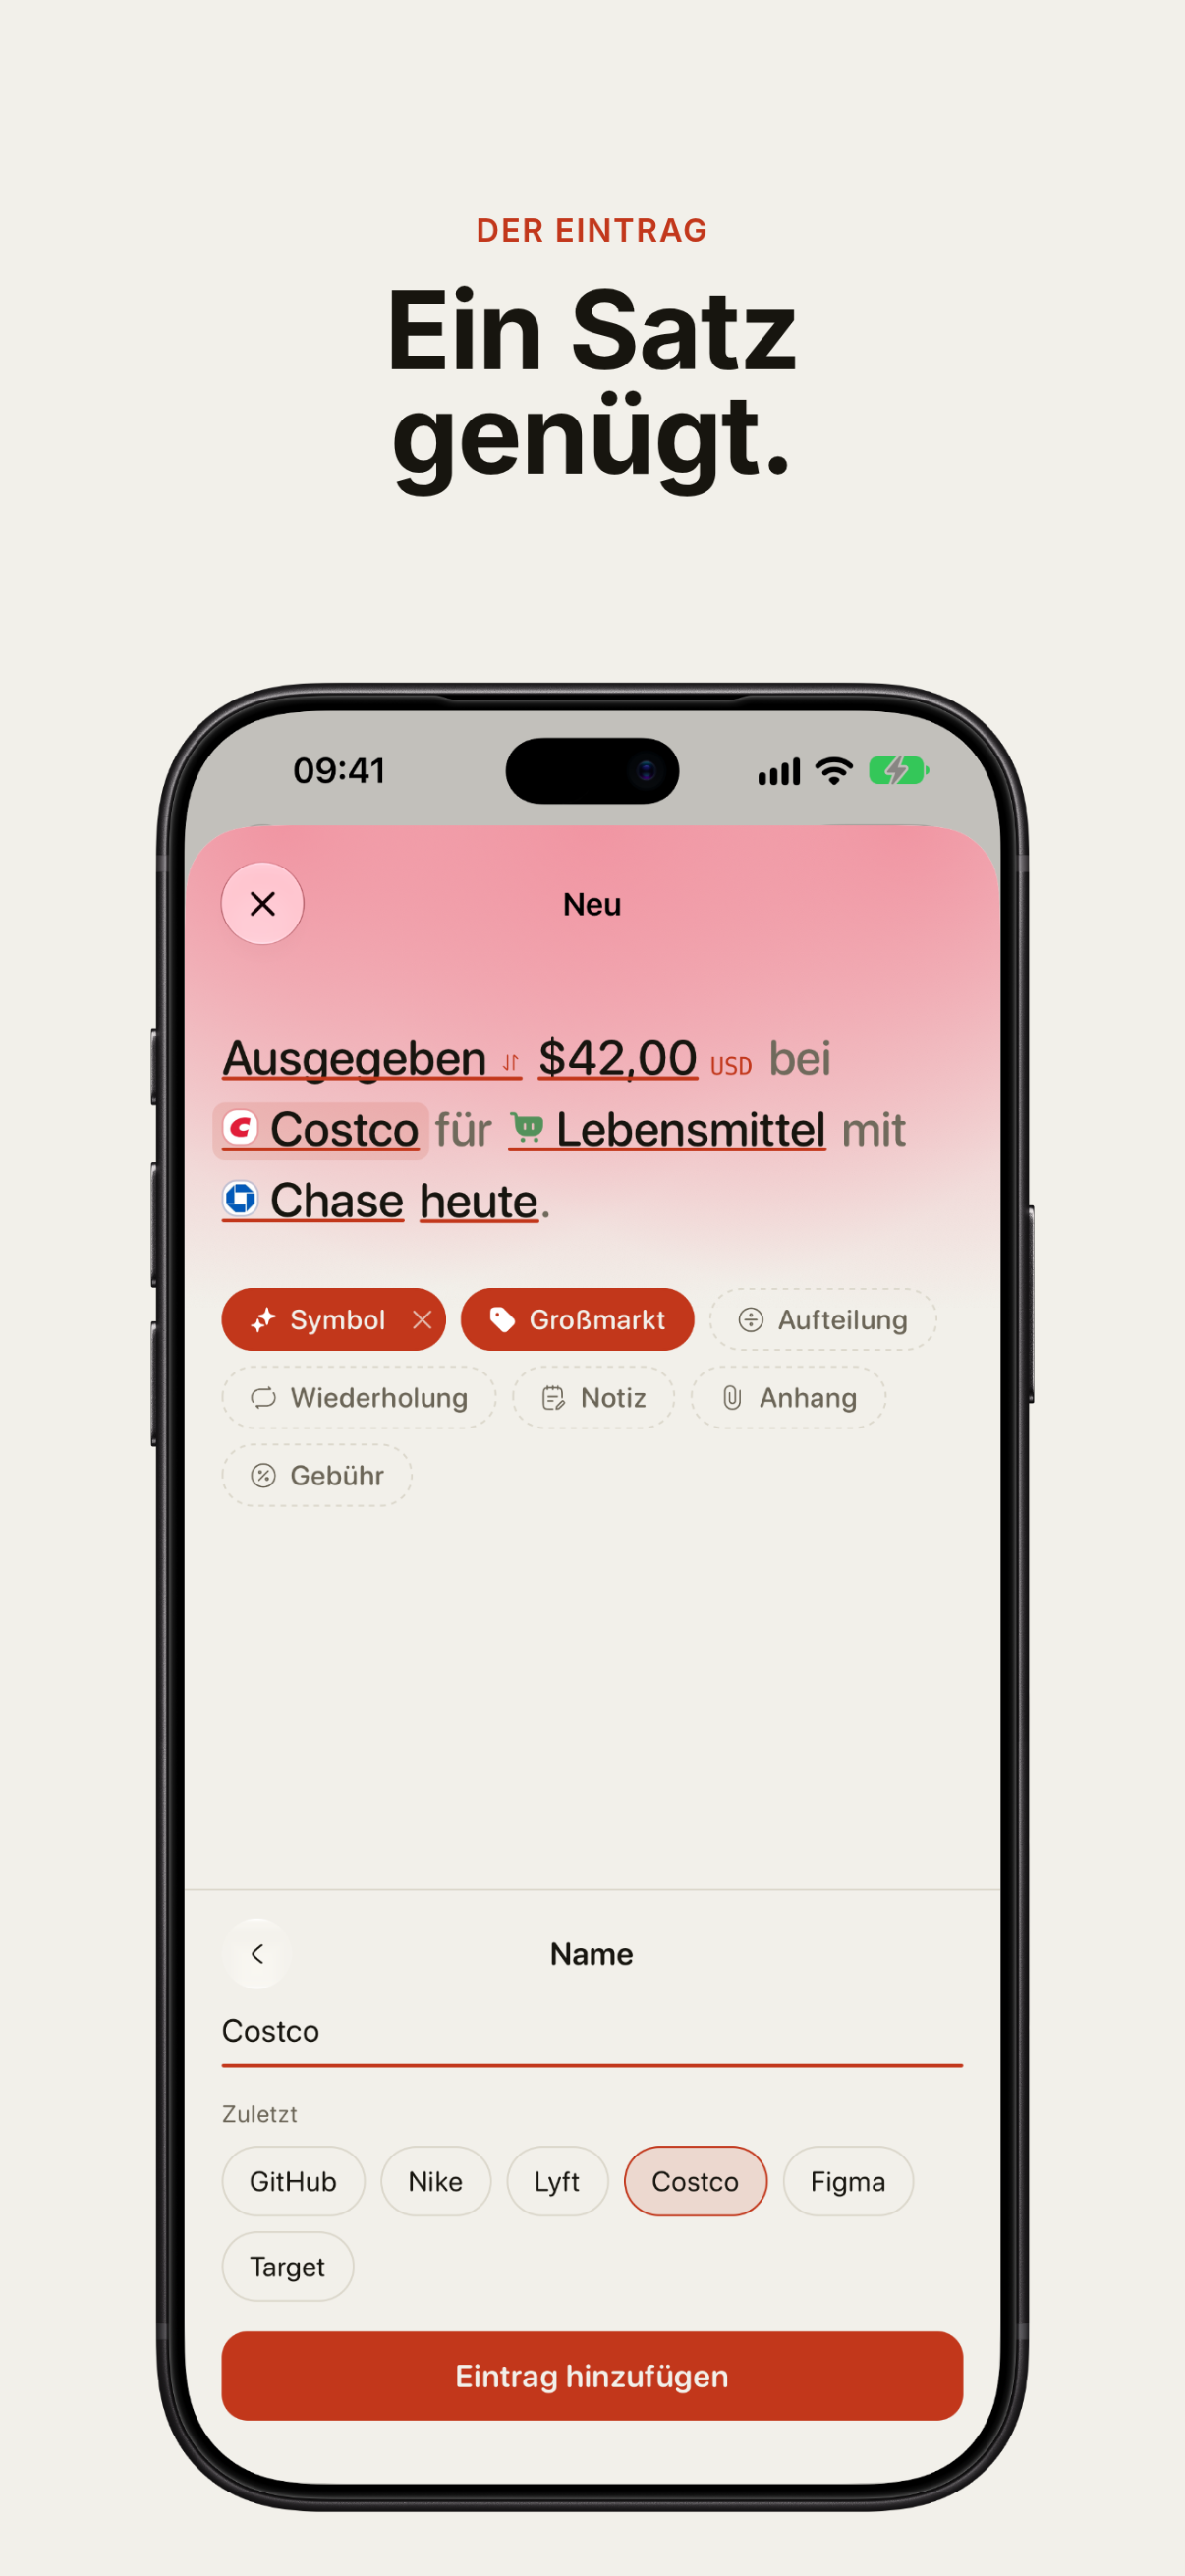 DER EINTRAG
Ein Satz
genügt.
09:41
Neu
Ausgegeben $42,00 USD bei
Costco für Lebensmittel mit
Chase heute.
Symbol Großmarkt Aufteilung
Wiederholung Notiz Anhang
Gebühr
Name
Costco
Zuletzt
GitHub Nike Lyft Costco Figma
Target
Eintrag hinzufügen